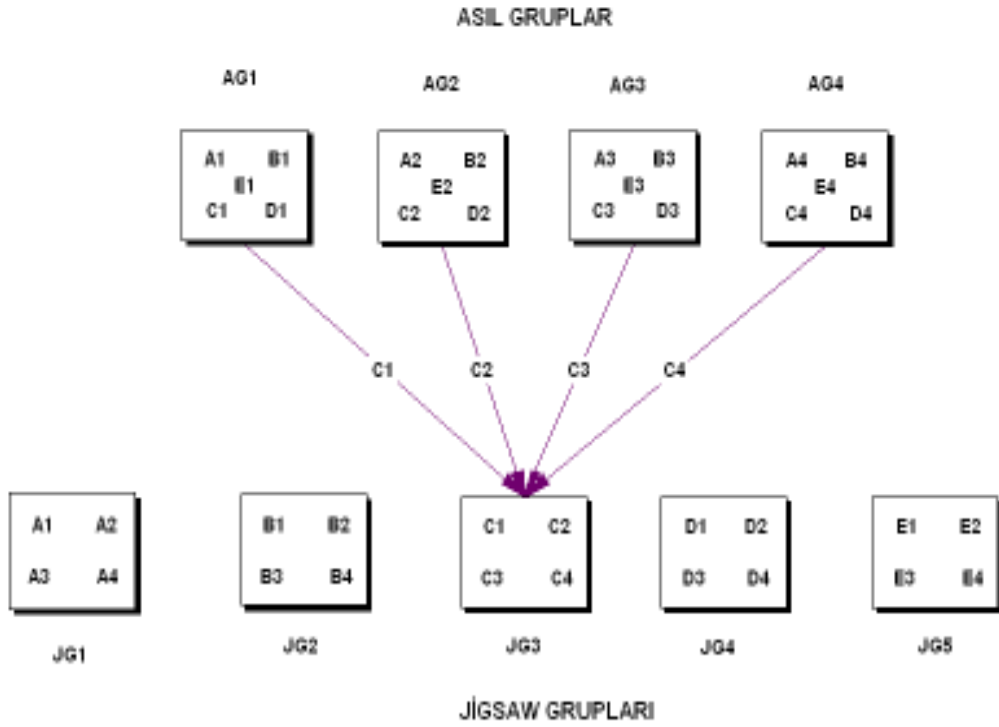 ASIL GRUPLAR
AG1 AG2 AG3 AG4
A1 B1 A2 B2 A3 B3 A4 B4
E1 E2 E3 E4
C1 D1 C2 D2 C3 D3 C4 D4
C1 C2 C3 C4
A1 A2 B1 B2 C1 C2 D1 D2 E1 E2
A3 A4 B3 B4 C3 C4 D3 D4 E3 E4
JG1 JG2 JG3 JG4 JG5
JİGSAW GRUPLARI